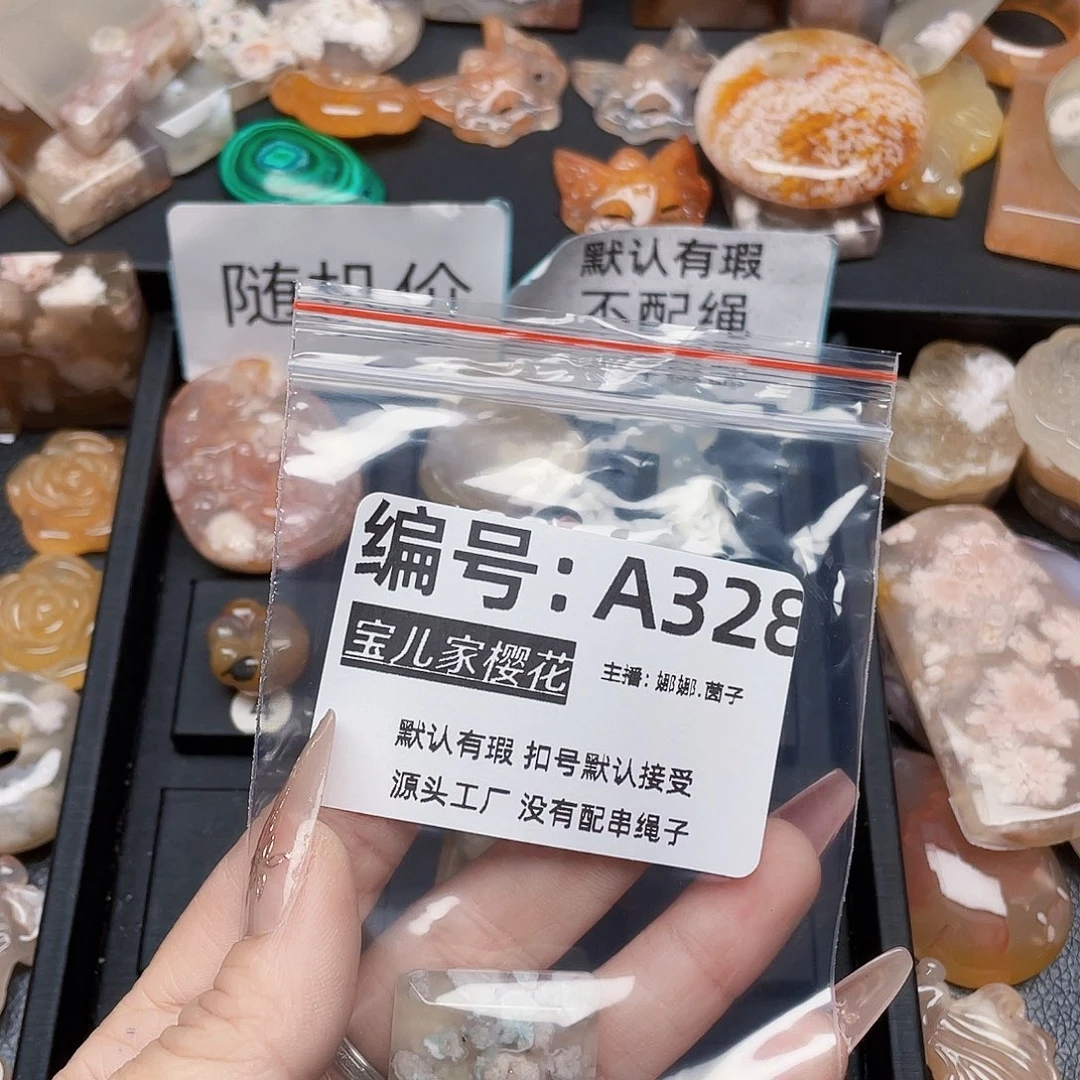 随机价
默认有瑕
不配绳
编号：A328
宝儿家樱花
主播：娜娜.茵子
默认有瑕 扣号默认接受
源头工厂 没有配串绳子